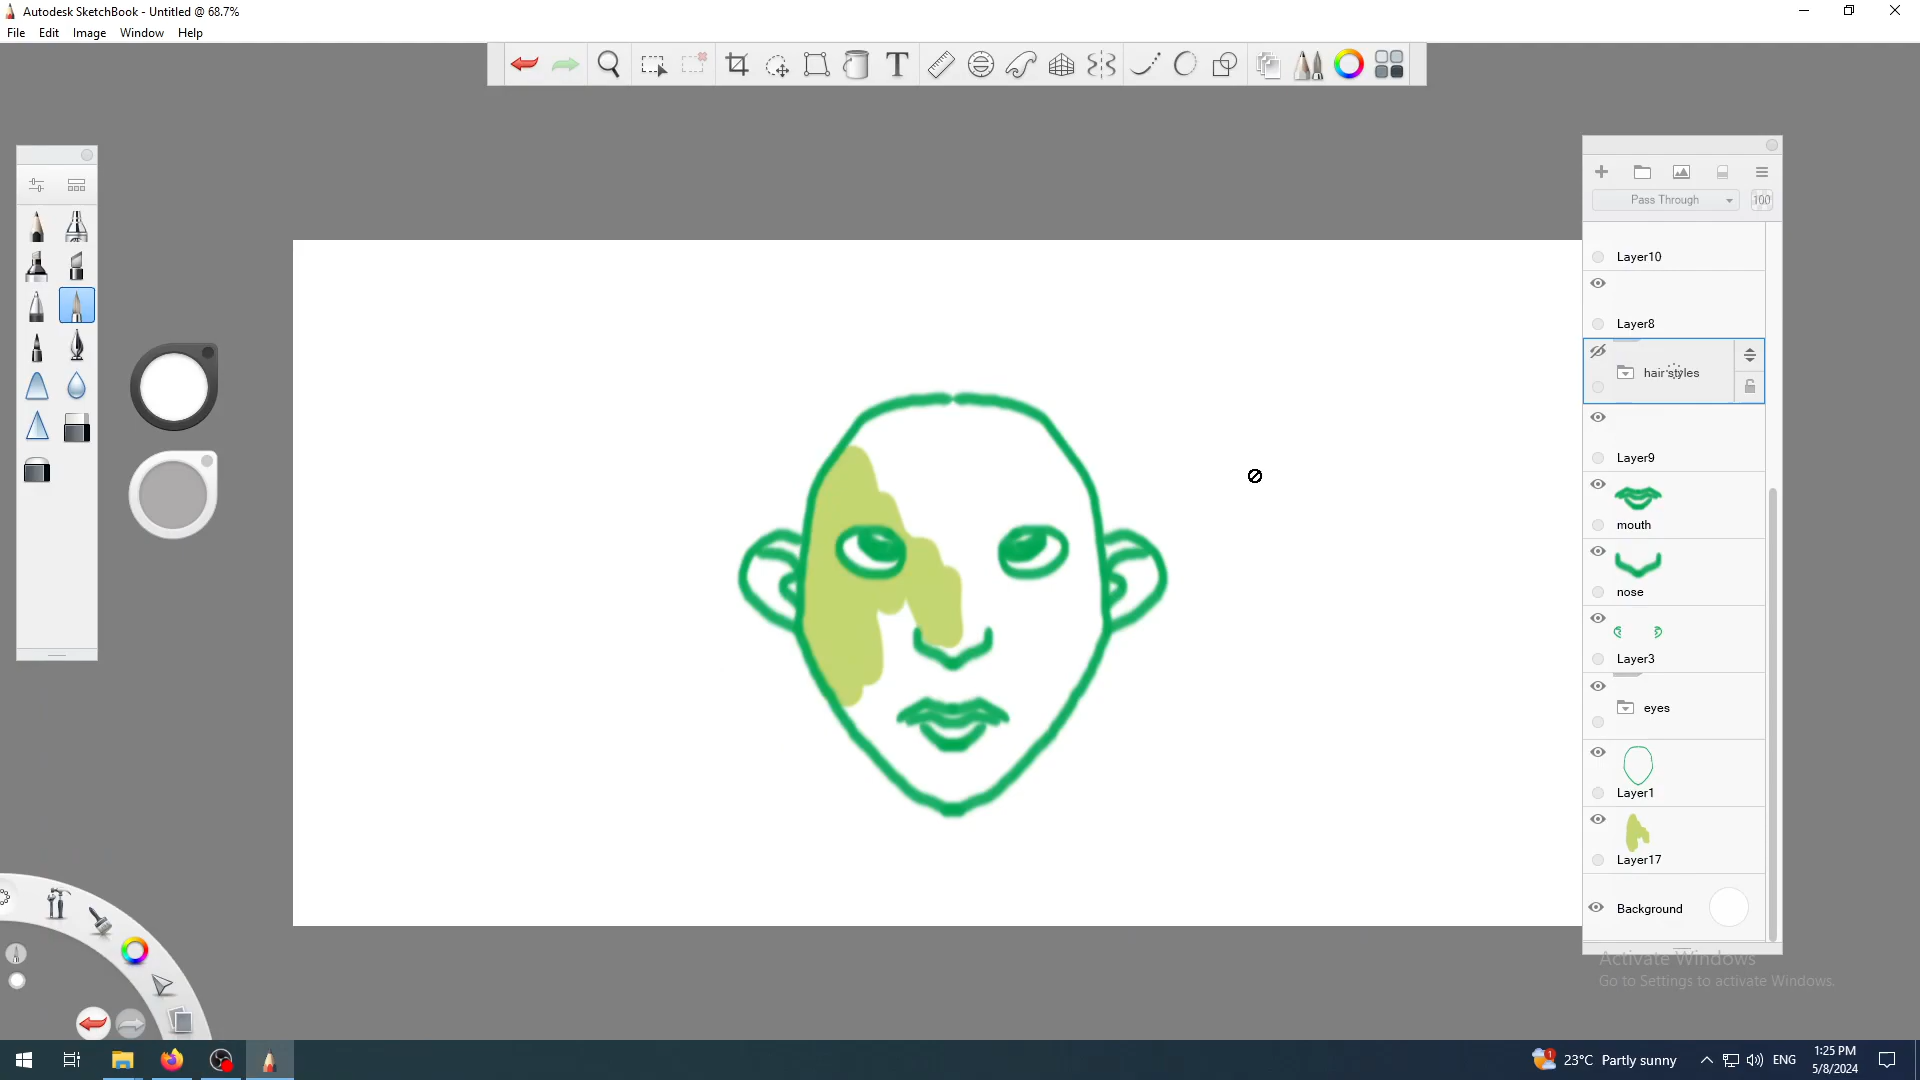 Autodesk SketchBook - Untitled @ 68.7%
File Edit Image Window Help
T
Pass Through 100
Layer10
Layer8
hair styles
Layer9
mouth
nose
Layer3
eyes
Layer1
Layer17
Background
Activate Windows
Go to Settings to activate Windows.
1 23°C Partly sunny ENG 1:25 PM
5/8/2024